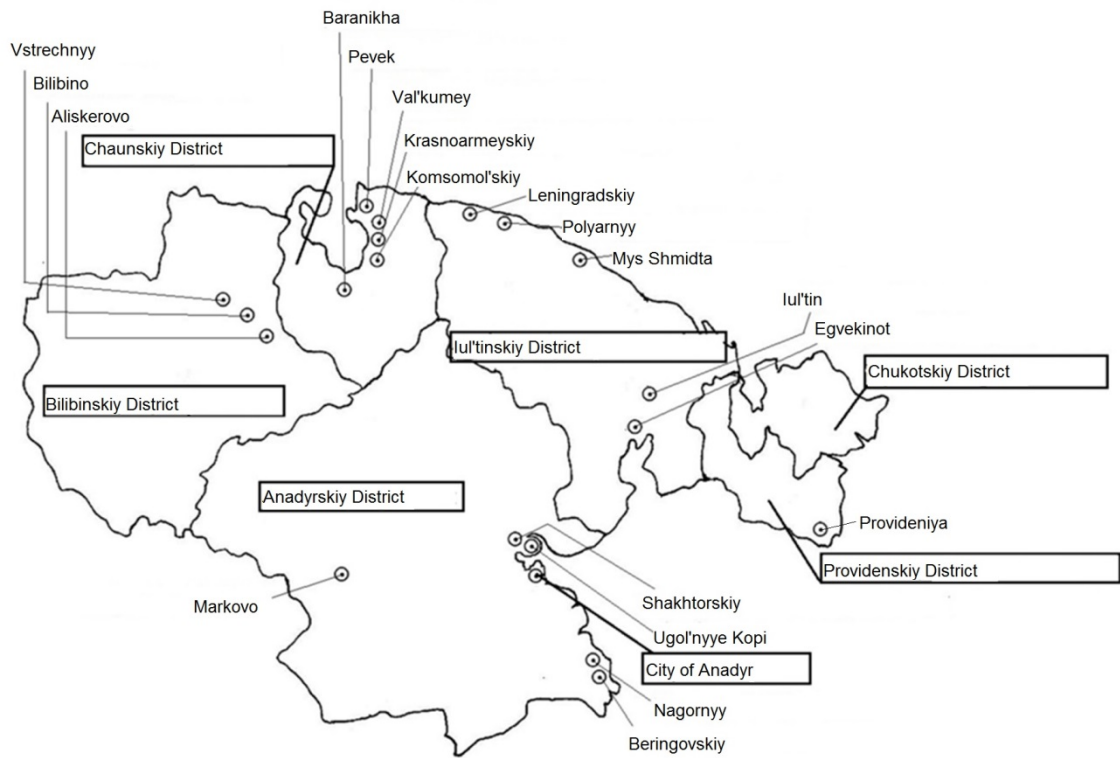 Baranikha
Vstrechnyy
Pevek
Bilibino
Val'kumey
Aliskerovo
Krasnoarmeyskiy
Chaunskiy District
Komsomol'skiy
Leningradskiy
Polyarnyy
Mys Shmidta
Iul'tin
Egvekinot
Iul'tinskiy District
Chukotskiy District
Bilibinskiy District
Anadyrskiy District
Provideniya
Providenskiy District
Markovo
Shakhtorskiy
Ugol'nyye Kopi
City of Anadyr
Nagornyy
Beringovskiy